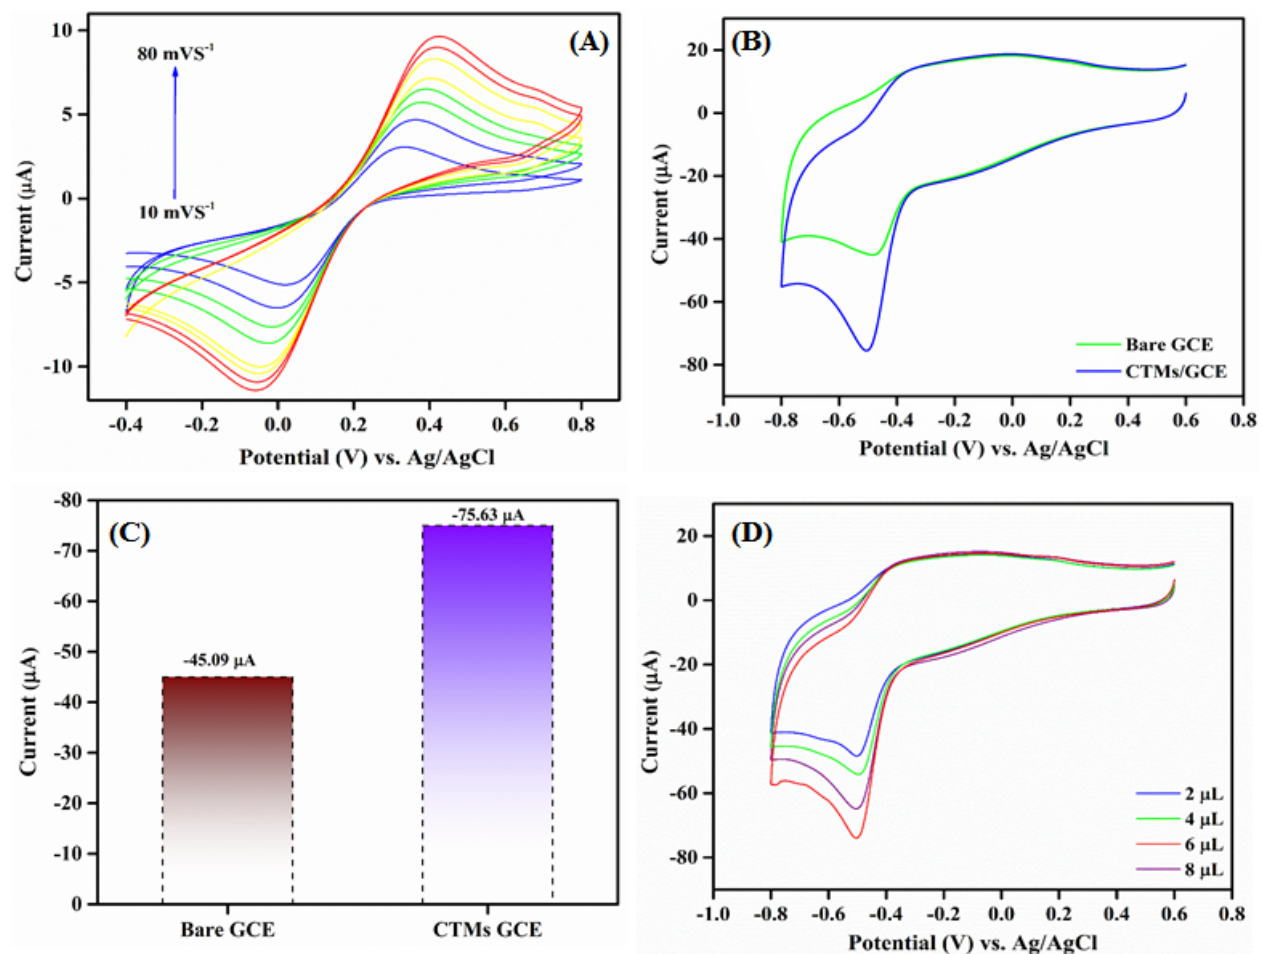 (A)
10
5
0
-5
-10
80 mVS⁻¹
10 mVS⁻¹
Current (μA)
-0.4 -0.2 0.0 0.2 0.4 0.6 0.8
Potential (V) vs. Ag/AgCl
(B)
20
0
-20
-40
-60
-80
Current (μA)
Bare GCE
CTMs/GCE
-1.0 -0.8 -0.6 -0.4 -0.2 0.0 0.2 0.4 0.6 0.8
Potential (V) vs. Ag/AgCl
(C)
-80
-70
-60
-50
-40
-30
-20
-10
0
Current (μA)
-45.09 μA
-75.63 μA
Bare GCE CTMs GCE
(D)
20
0
-20
-40
-60
-80
Current (μA)
2 μL
4 μL
6 μL
8 μL
-1.0 -0.8 -0.6 -0.4 -0.2 0.0 0.2 0.4 0.6 0.8
Potential (V) vs. Ag/AgCl